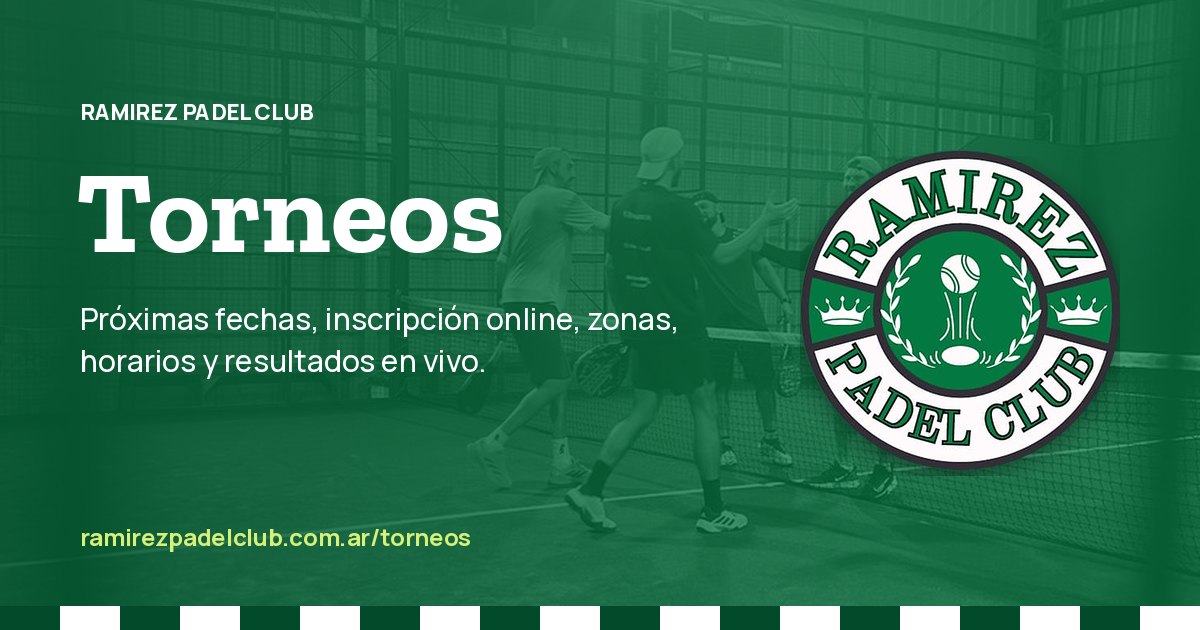 RAMIREZ PADEL CLUB
Torneos
Próximas fechas, inscripción online, zonas,
horarios y resultados en vivo.
RAMIREZ
PADEL CLUB
ramirezpadelclub.com.ar/torneos